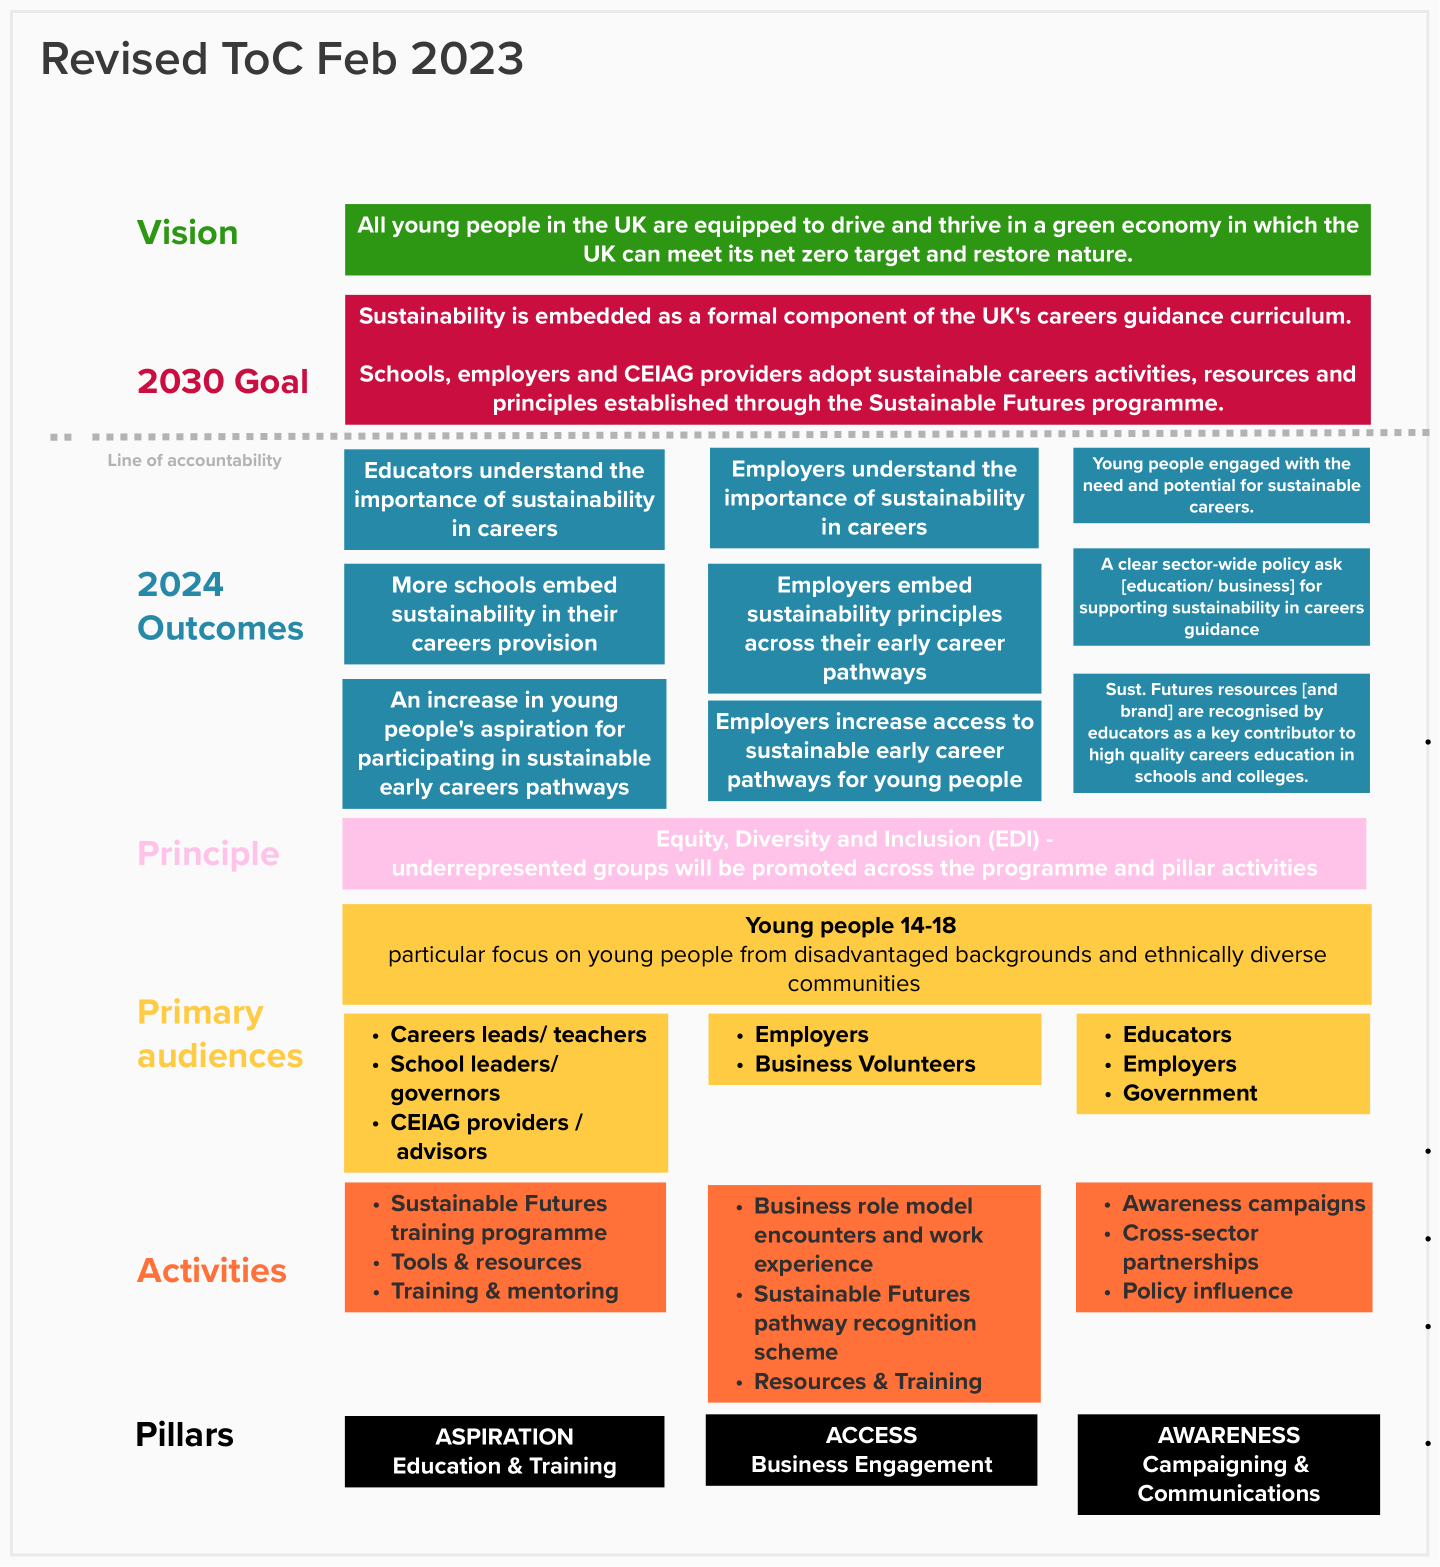 Revised ToC Feb 2023
Vision
All young people in the UK are equipped to drive and thrive in a green economy in which the
UK can meet its net zero target and restore nature.
2030 Goal
Sustainability is embedded as a formal component of the UK's careers guidance curriculum.
Schools, employers and CEIAG providers adopt sustainable careers activities, resources and
principles established through the Sustainable Futures programme.
Line of accountability
2024
Outcomes
Educators understand the
importance of sustainability
in careers
More schools embed
sustainability in their
careers provision
An increase in young
people's aspiration for
participating in sustainable
early careers pathways
Employers understand the
importance of sustainability
in careers
Employers embed
sustainability principles
across their early career
pathways
Employers increase access to
sustainable early career
pathways for young people
Young people engaged with the
need and potential for sustainable
careers.
A clear sector-wide policy ask
[education/ business] for
supporting sustainability in careers
guidance
Sust. Futures resources [and
brand] are recognised by
educators as a key contributor to
high quality careers education in
schools and colleges.
Principle
Equity, Diversity and Inclusion (EDI) -
underrepresented groups will be promoted across the programme and pillar activities
Primary
audiences
Young people 14-18
particular focus on young people from disadvantaged backgrounds and ethnically diverse
communities
• Careers leads/ teachers
• School leaders/
governors
• CEIAG providers /
advisors
• Employers
• Business Volunteers
• Educators
• Employers
• Government
Activities
• Sustainable Futures
training programme
• Tools & resources
• Training & mentoring
• Business role model
encounters and work
experience
• Sustainable Futures
pathway recognition
scheme
• Resources & Training
• Awareness campaigns
• Cross-sector
partnerships
• Policy influence
Pillars
ASPIRATION
Education & Training
ACCESS
Business Engagement
AWARENESS
Campaigning &
Communications